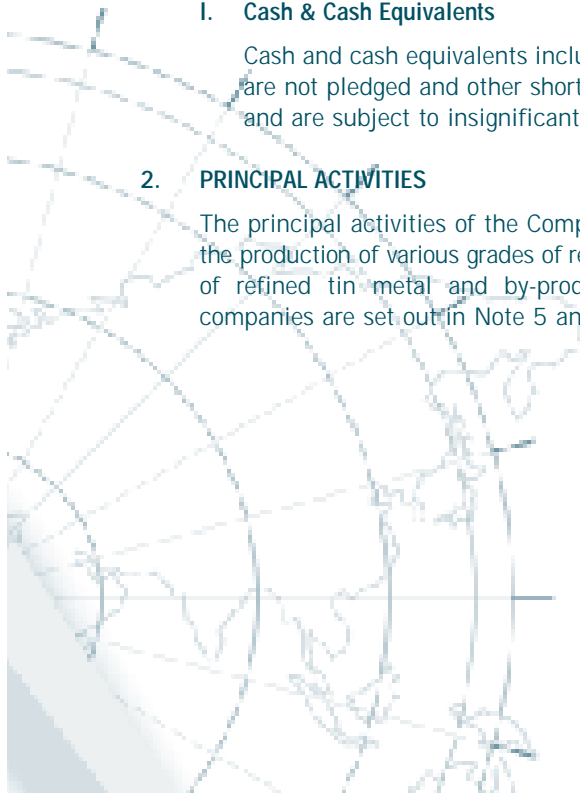 l. Cash & Cash Equivalents
Cash and cash equivalents inclu
are not pledged and other short
and are subject to insignificant
2. PRINCIPAL ACTIVITIES
The principal activities of the Comp
the production of various grades of re
of refined tin metal and by-prod
companies are set out in Note 5 an